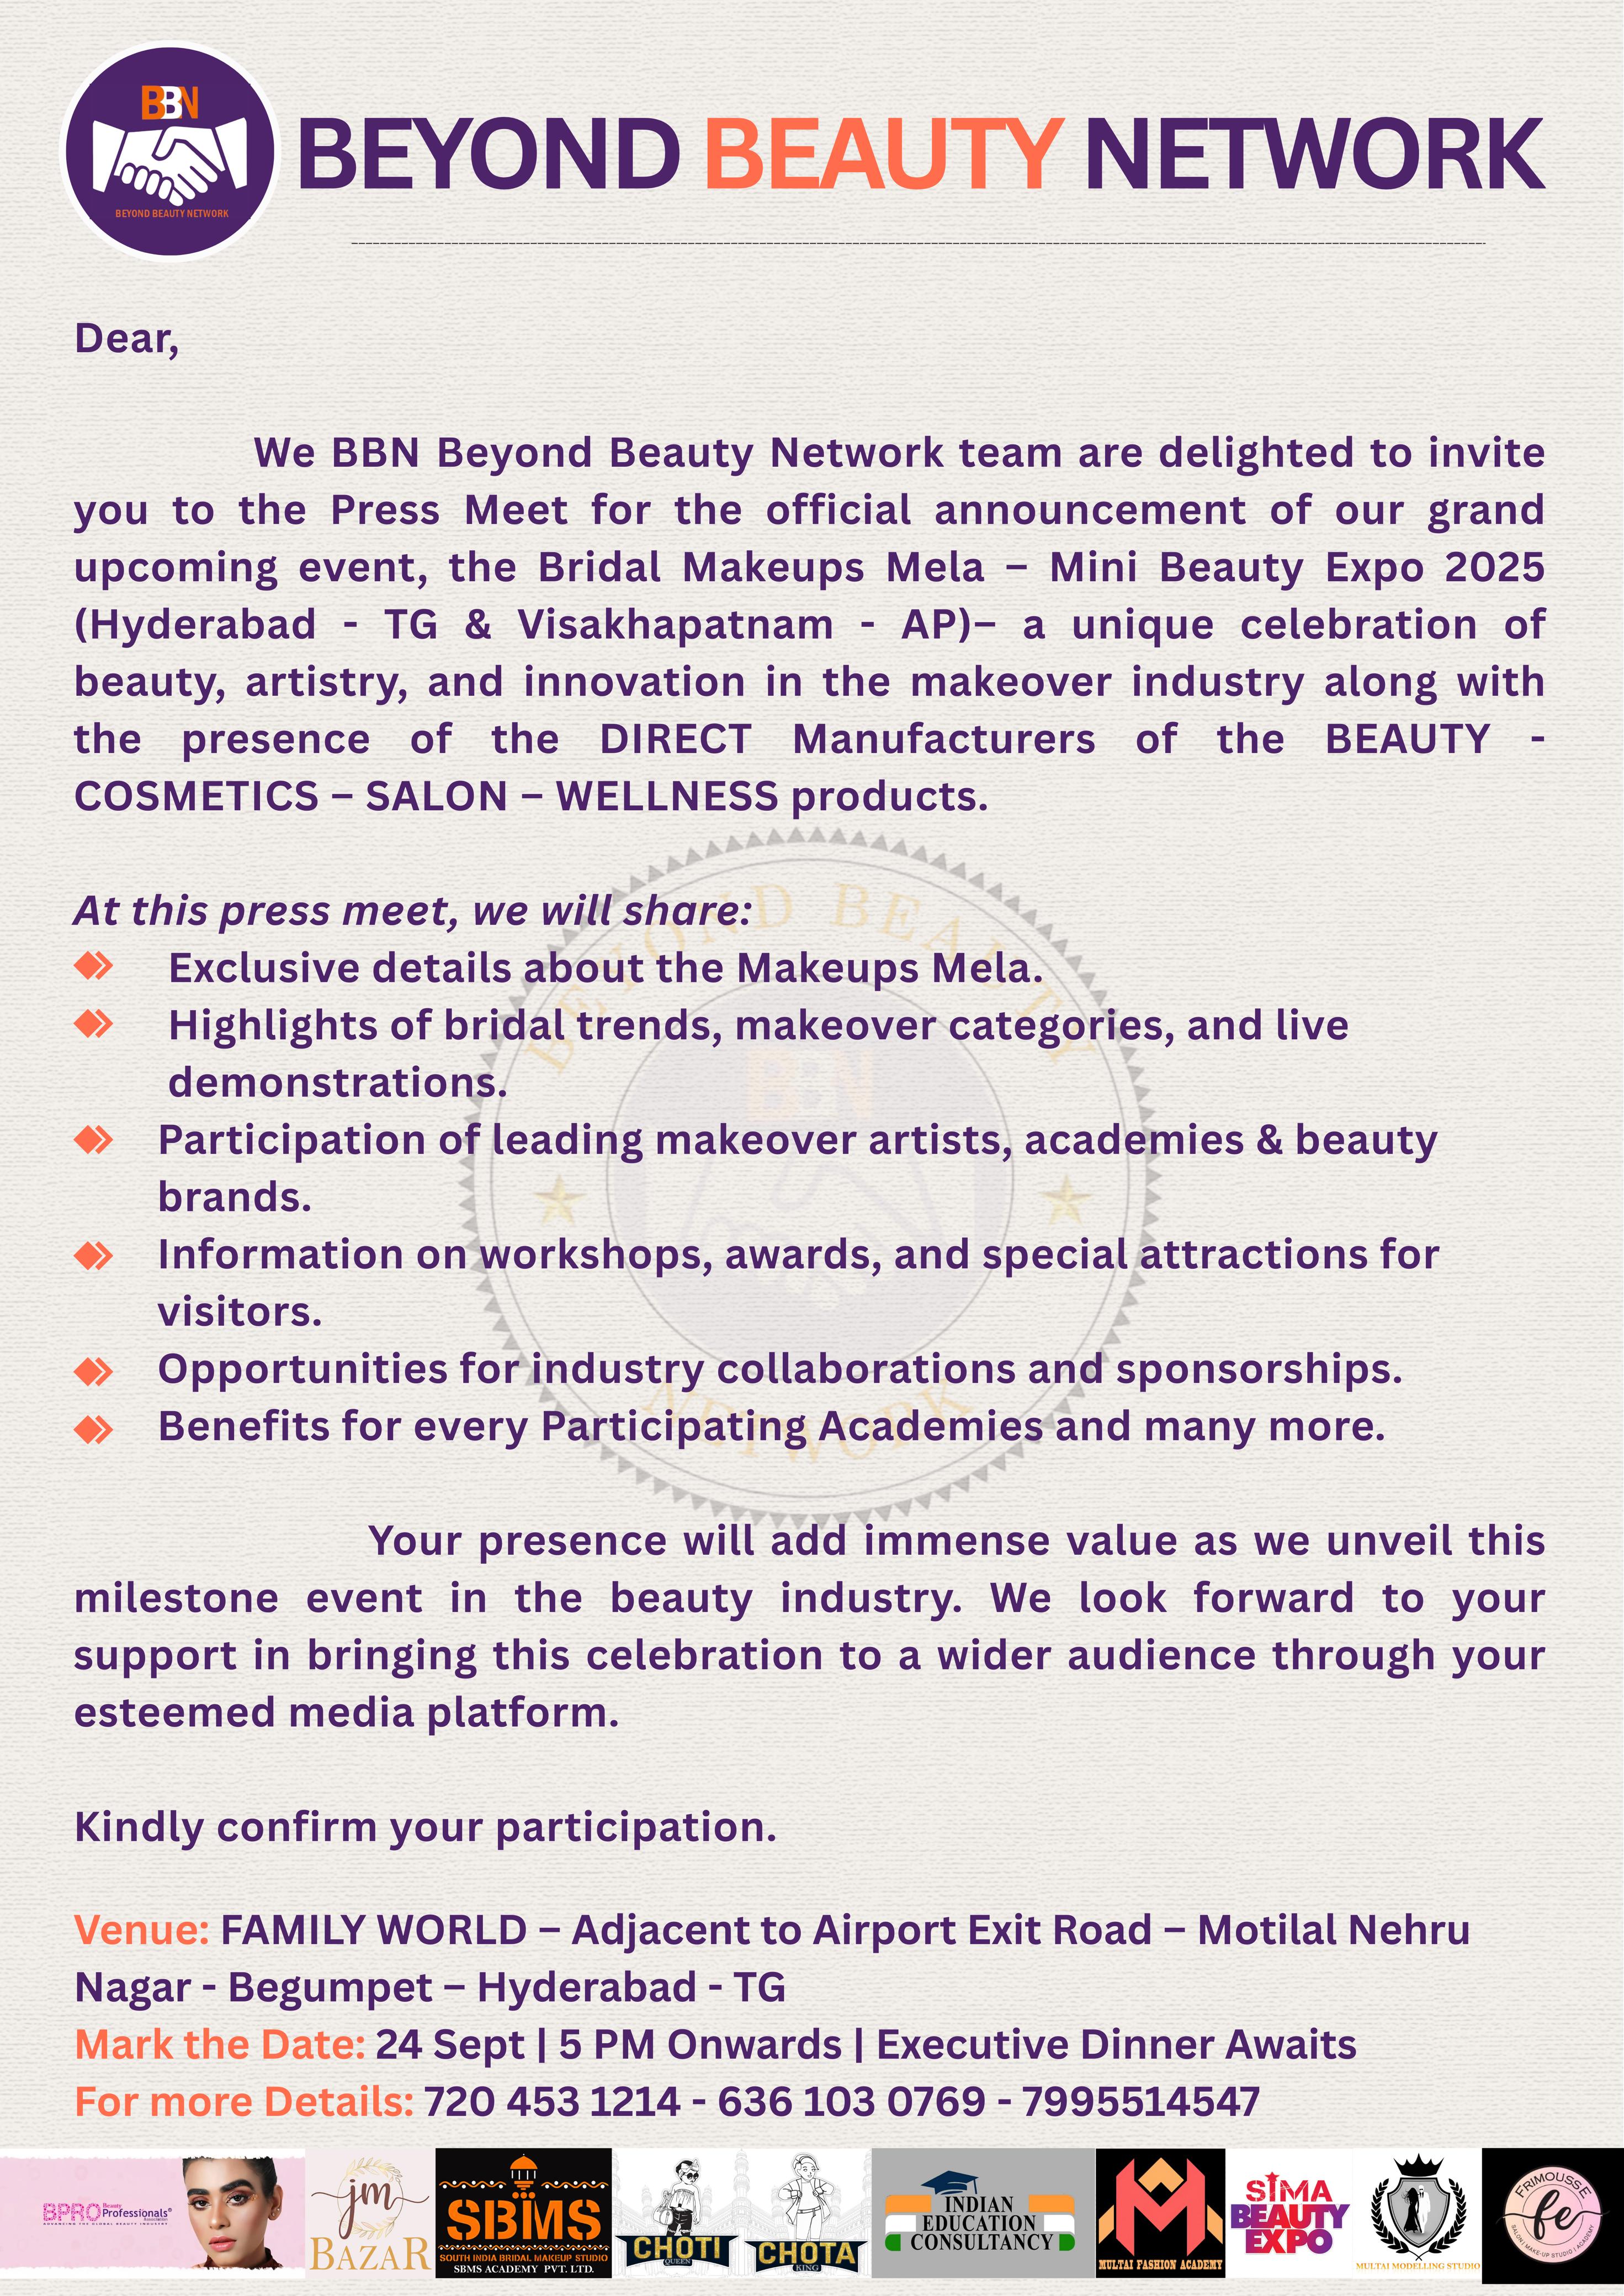 BBN
BEYOND BEAUTY NETWORK
BEYOND BEAUTY NETWORK
Dear,
We BBN Beyond Beauty Network team are delighted to invite
you to the Press Meet for the official announcement of our grand
upcoming event, the Bridal Makeups Mela – Mini Beauty Expo 2025
(Hyderabad - TG & Visakhapatnam - AP)– a unique celebration of
beauty, artistry, and innovation in the makeover industry along with
the presence of the DIRECT Manufacturers of the BEAUTY -
COSMETICS – SALON – WELLNESS products.
At this press meet, we will share:
Exclusive details about the Makeups Mela.
Highlights of bridal trends, makeover categories, and live
demonstrations.
Participation of leading makeover artists, academies & beauty
brands.
Information on workshops, awards, and special attractions for
visitors.
Opportunities for industry collaborations and sponsorships.
Benefits for every Participating Academies and many more.
BEYOND BEAUTY
BBN
NETWORK
Your presence will add immense value as we unveil this
milestone event in the beauty industry. We look forward to your
support in bringing this celebration to a wider audience through your
esteemed media platform.
Kindly confirm your participation.
Venue: FAMILY WORLD – Adjacent to Airport Exit Road – Motilal Nehru
Nagar - Begumpet – Hyderabad - TG
Mark the Date: 24 Sept | 5 PM Onwards | Executive Dinner Awaits
For more Details: 720 453 1214 - 636 103 0769 - 7995514547
BPRO Beauty Professionals® Association
ADVANCING THE GLOBAL BEAUTY INDUSTRY
jm
BAZAR
SBMS
SOUTH INDIA BRIDAL MAKEUP STUDIO
SBMS ACADEMY PVT. LTD.
CHOTI
QUEEN
CHOTA
KING
INDIAN
EDUCATION
CONSULTANCY
MULTAI FASHION ACADEMY
SIMA
BEAUTY
EXPO
MULTAI MODELLING STUDIO
FRIMOUSSE
fe
SALON | MAKE-UP STUDIO | ACADEMY